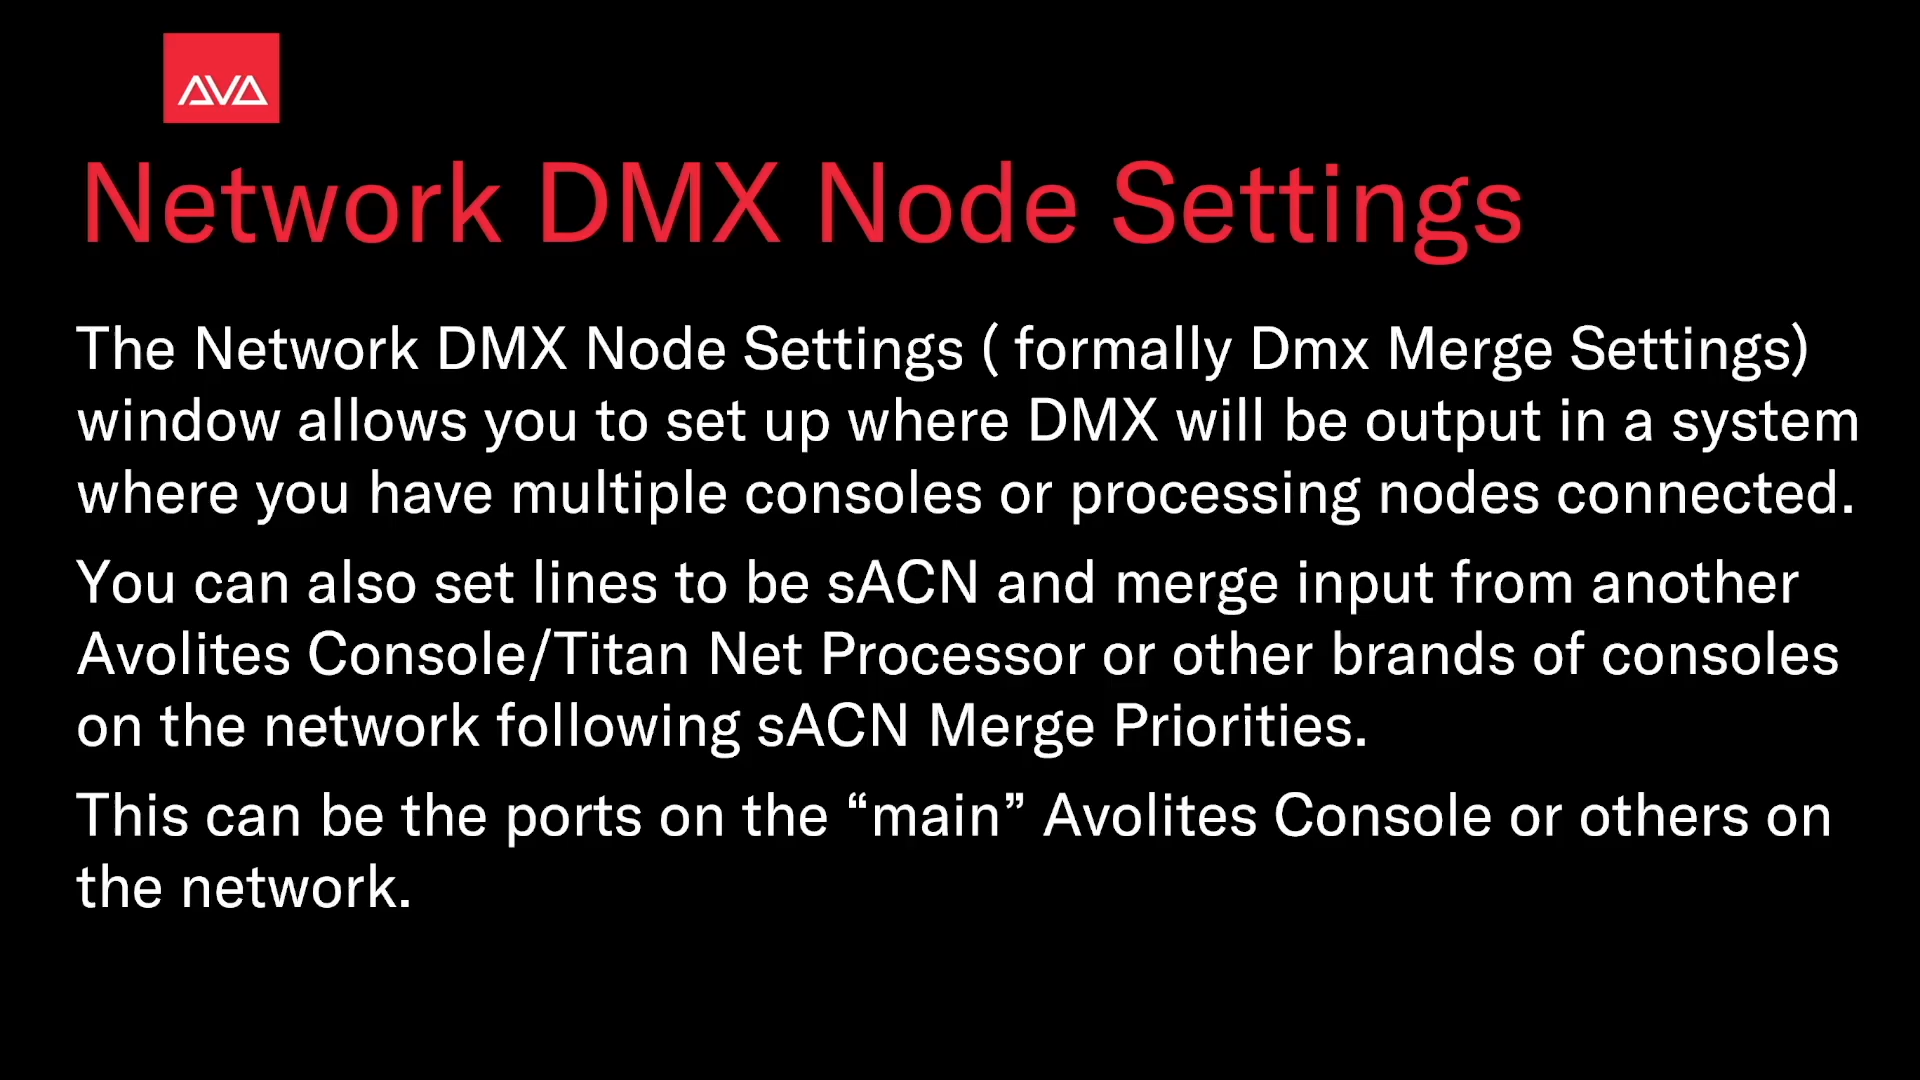 AVA
Network DMX Node Settings
The Network DMX Node Settings ( formally Dmx Merge Settings)
window allows you to set up where DMX will be output in a system
where you have multiple consoles or processing nodes connected.
You can also set lines to be sACN and merge input from another
Avolites Console/Titan Net Processor or other brands of consoles
on the network following sACN Merge Priorities.
This can be the ports on the “main” Avolites Console or others on
the network.